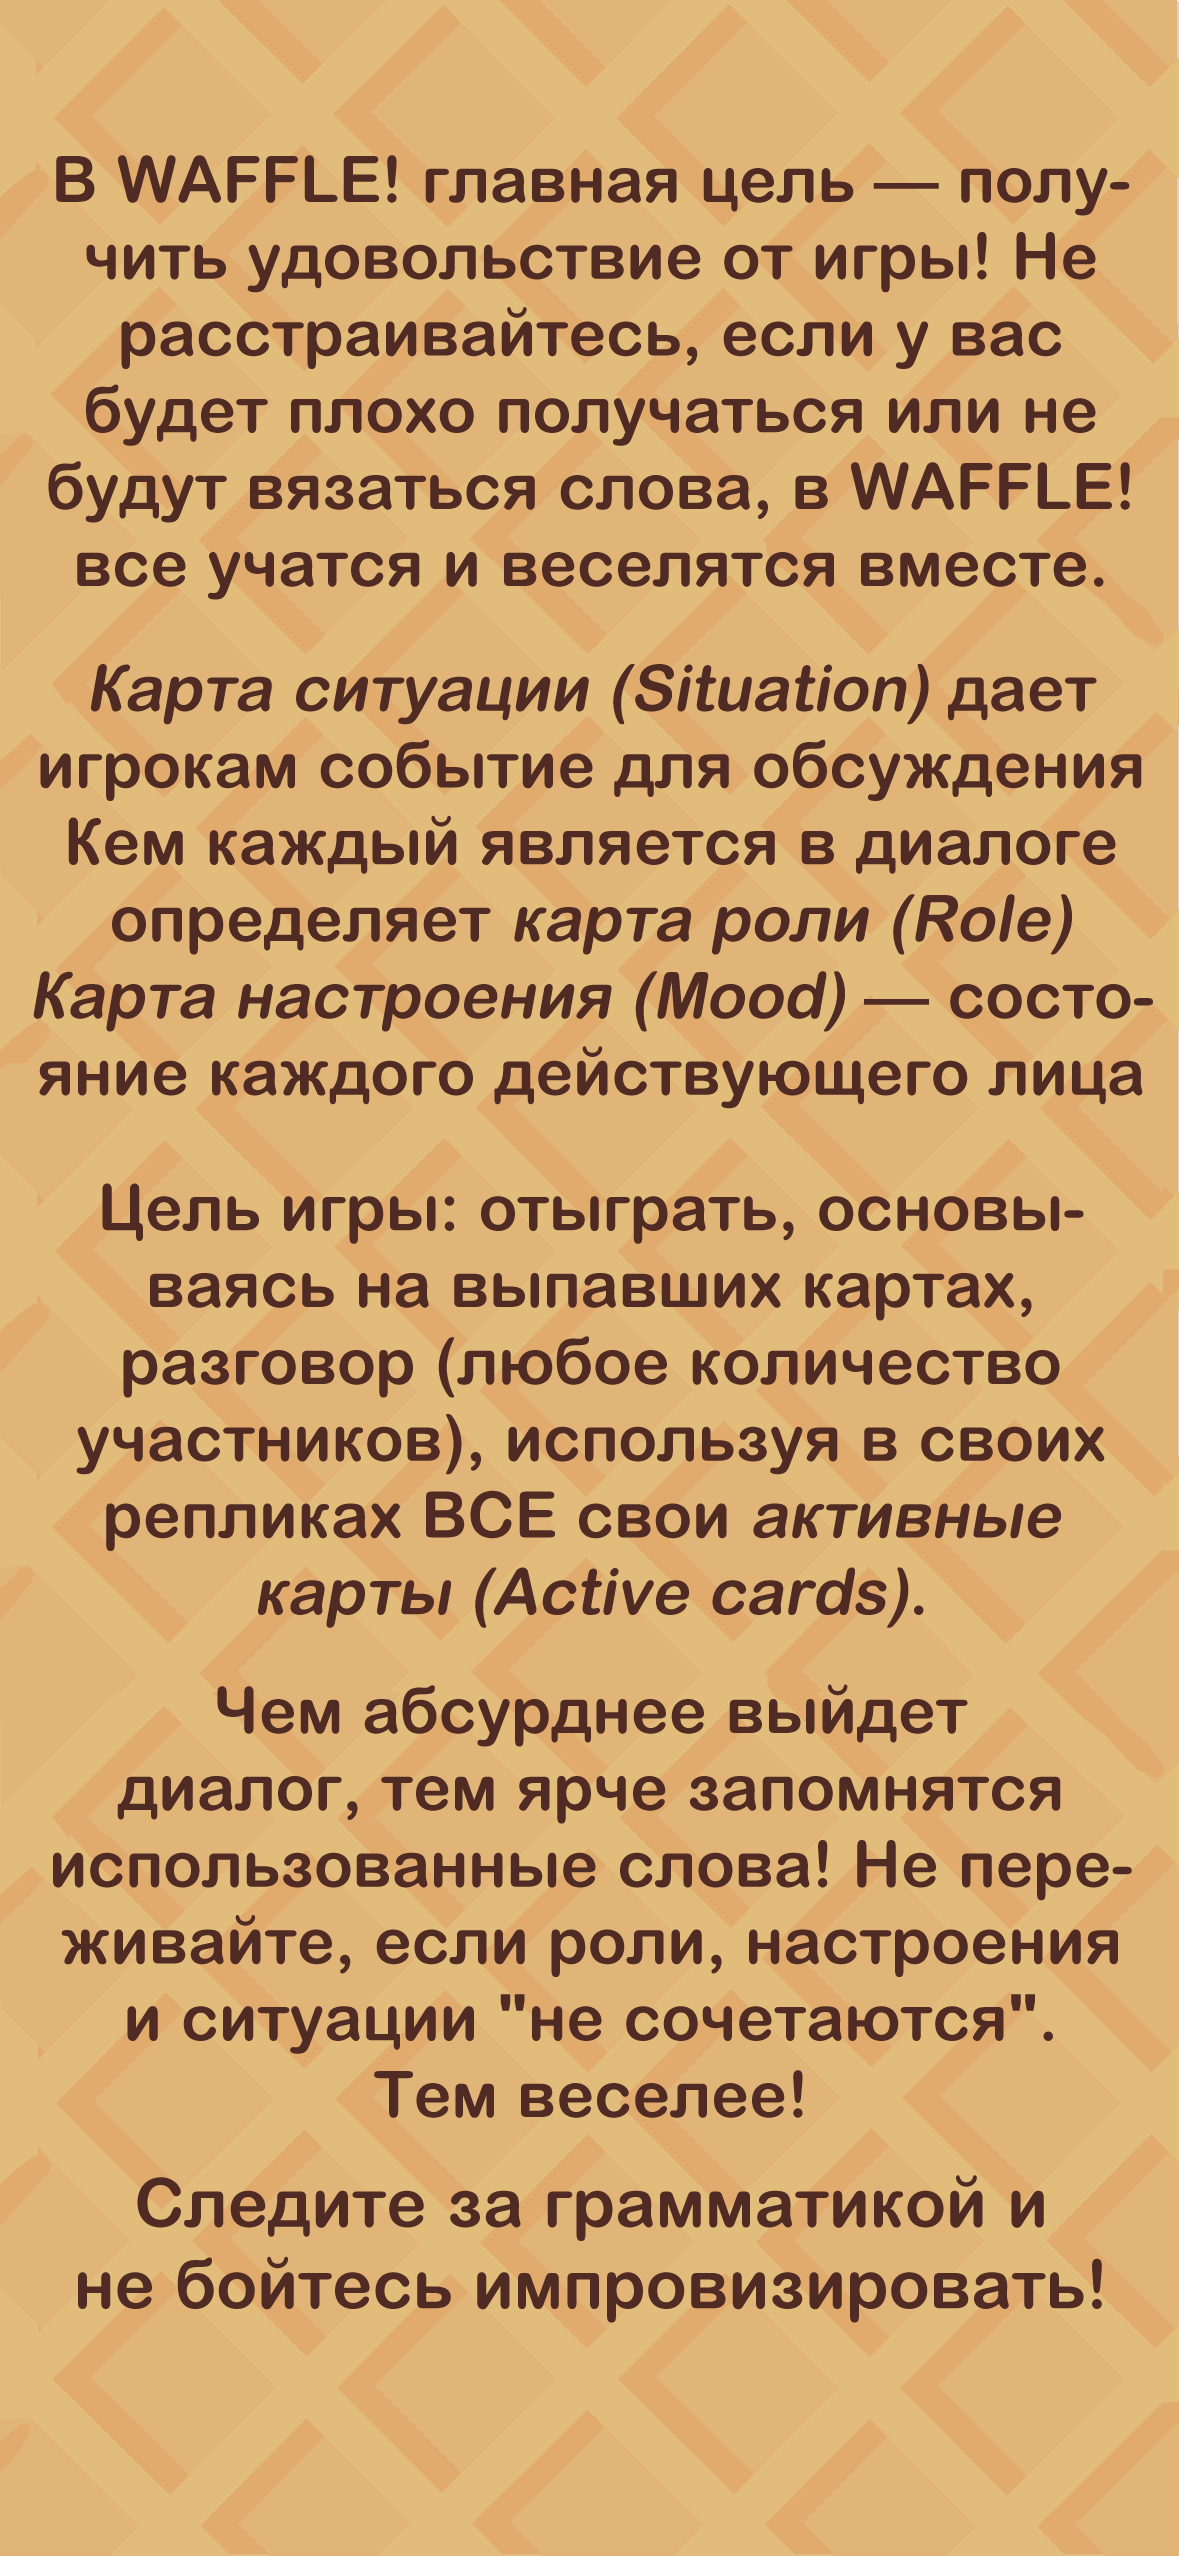 В WAFFLE! главная цель — полу-
чить удовольствие от игры! Не
расстраивайтесь, если у вас
будет плохо получаться или не
будут вязаться слова, в WAFFLE!
все учатся и веселятся вместе.
Карта ситуации (Situation) дает
игрокам событие для обсуждения
Кем каждый является в диалоге
определяет карта роли (Role)
Карта настроения (Mood) — состо-
яние каждого действующего лица
Цель игры: отыграть, основы-
ваясь на выпавших картах,
разговор (любое количество
участников), используя в своих
репликах ВСЕ свои активные
карты (Active cards).
Чем абсурднее выйдет
диалог, тем ярче запомнятся
использованные слова! Не пере-
живайте, если роли, настроения
и ситуации "не сочетаются".
Тем веселее!
Следите за грамматикой и
не бойтесь импровизировать!